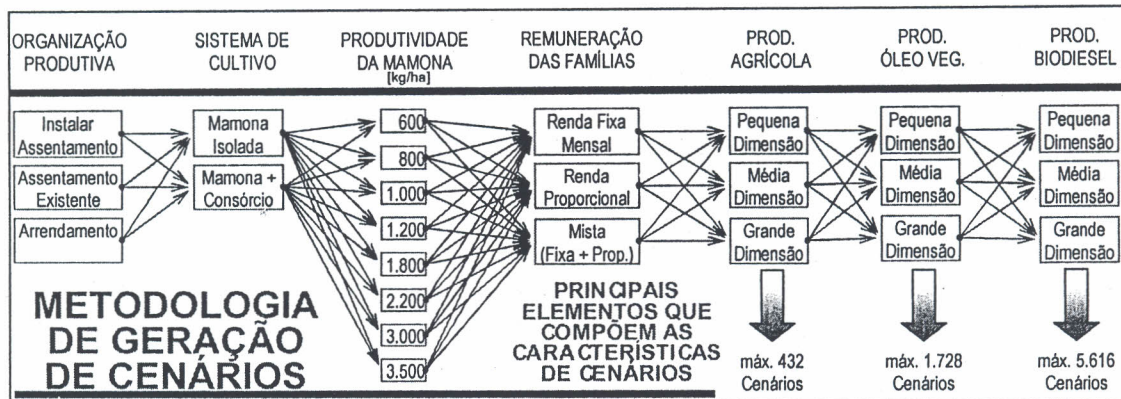 ORGANIZAÇÃO
PRODUTIVA
SISTEMA DE
CULTIVO
PRODUTIVIDADE
DA MAMONA
[kg/ha]
REMUNERAÇÃO
DAS FAMÍLIAS
PROD.
AGRÍCOLA
PROD.
ÓLEO VEG.
PROD.
BIODIESEL
Instalar
Assentamento
Assentamento
Existente
Arrendamento
Mamona
Isolada
Mamona +
Consórcio
600
800
1.000
1.200
1.800
2.200
3.000
3.500
Renda Fixa
Mensal
Renda
Proporcional
Mista
(Fixa + Prop.)
Pequena
Dimensão
Média
Dimensão
Grande
Dimensão
Pequena
Dimensão
Média
Dimensão
Grande
Dimensão
Pequena
Dimensão
Média
Dimensão
Grande
Dimensão
METODOLOGIA
DE GERAÇÃO
DE CENÁRIOS
PRINCIPAIS
ELEMENTOS QUE
COMPÕEM AS
CARACTERÍSTICAS
DE CENÁRIOS
máx. 432
Cenários
máx. 1.728
Cenários
máx. 5.616
Cenários